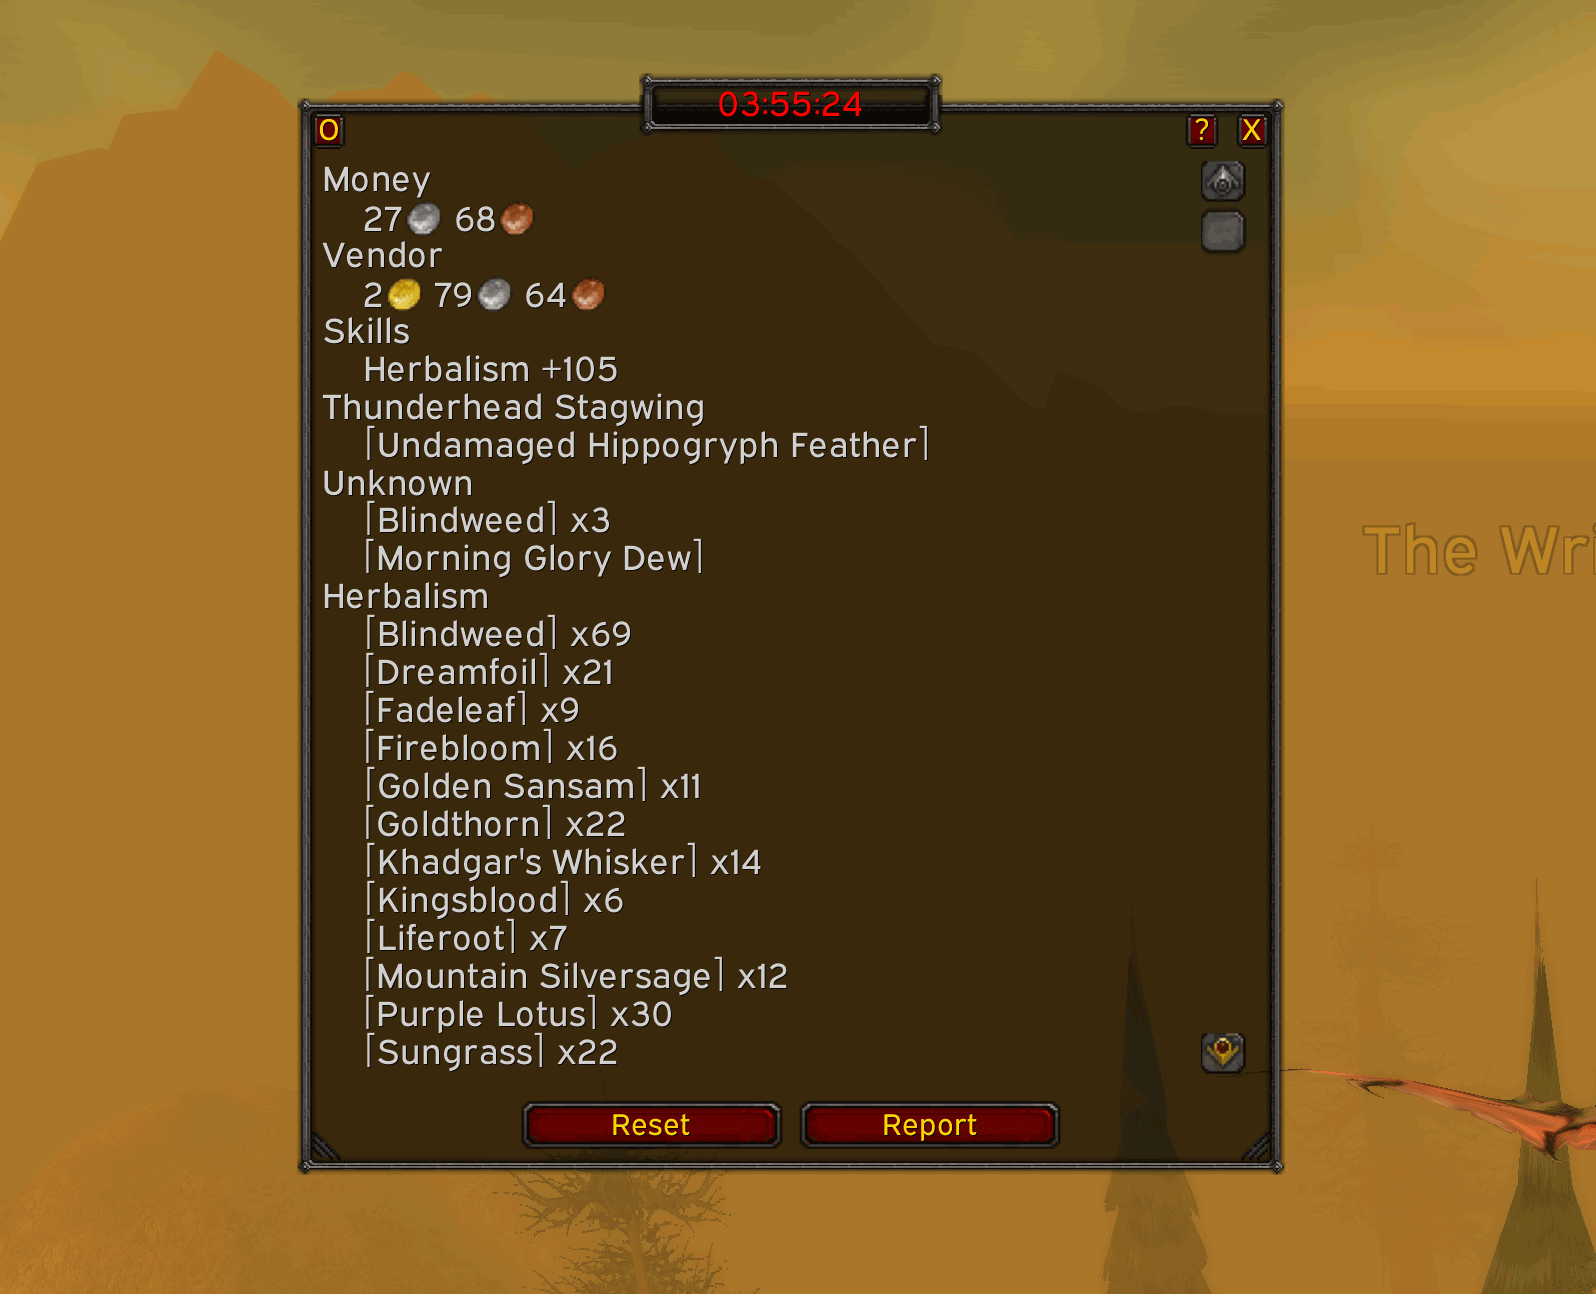 03:55:24
O
?
X
Money
27 68
Vendor
2 79 64
Skills
Herbalism +105
Thunderhead Stagwing
[Undamaged Hippogryph Feather]
Unknown
[Blindweed] x3
[Morning Glory Dew]
Herbalism
[Blindweed] x69
[Dreamfoil] x21
[Fadeleaf] x9
[Firebloom] x16
[Golden Sansam] x11
[Goldthorn] x22
[Khadgar's Whisker] x14
[Kingsblood] x6
[Liferoot] x7
[Mountain Silversage] x12
[Purple Lotus] x30
[Sungrass] x22
The
Reset
Report